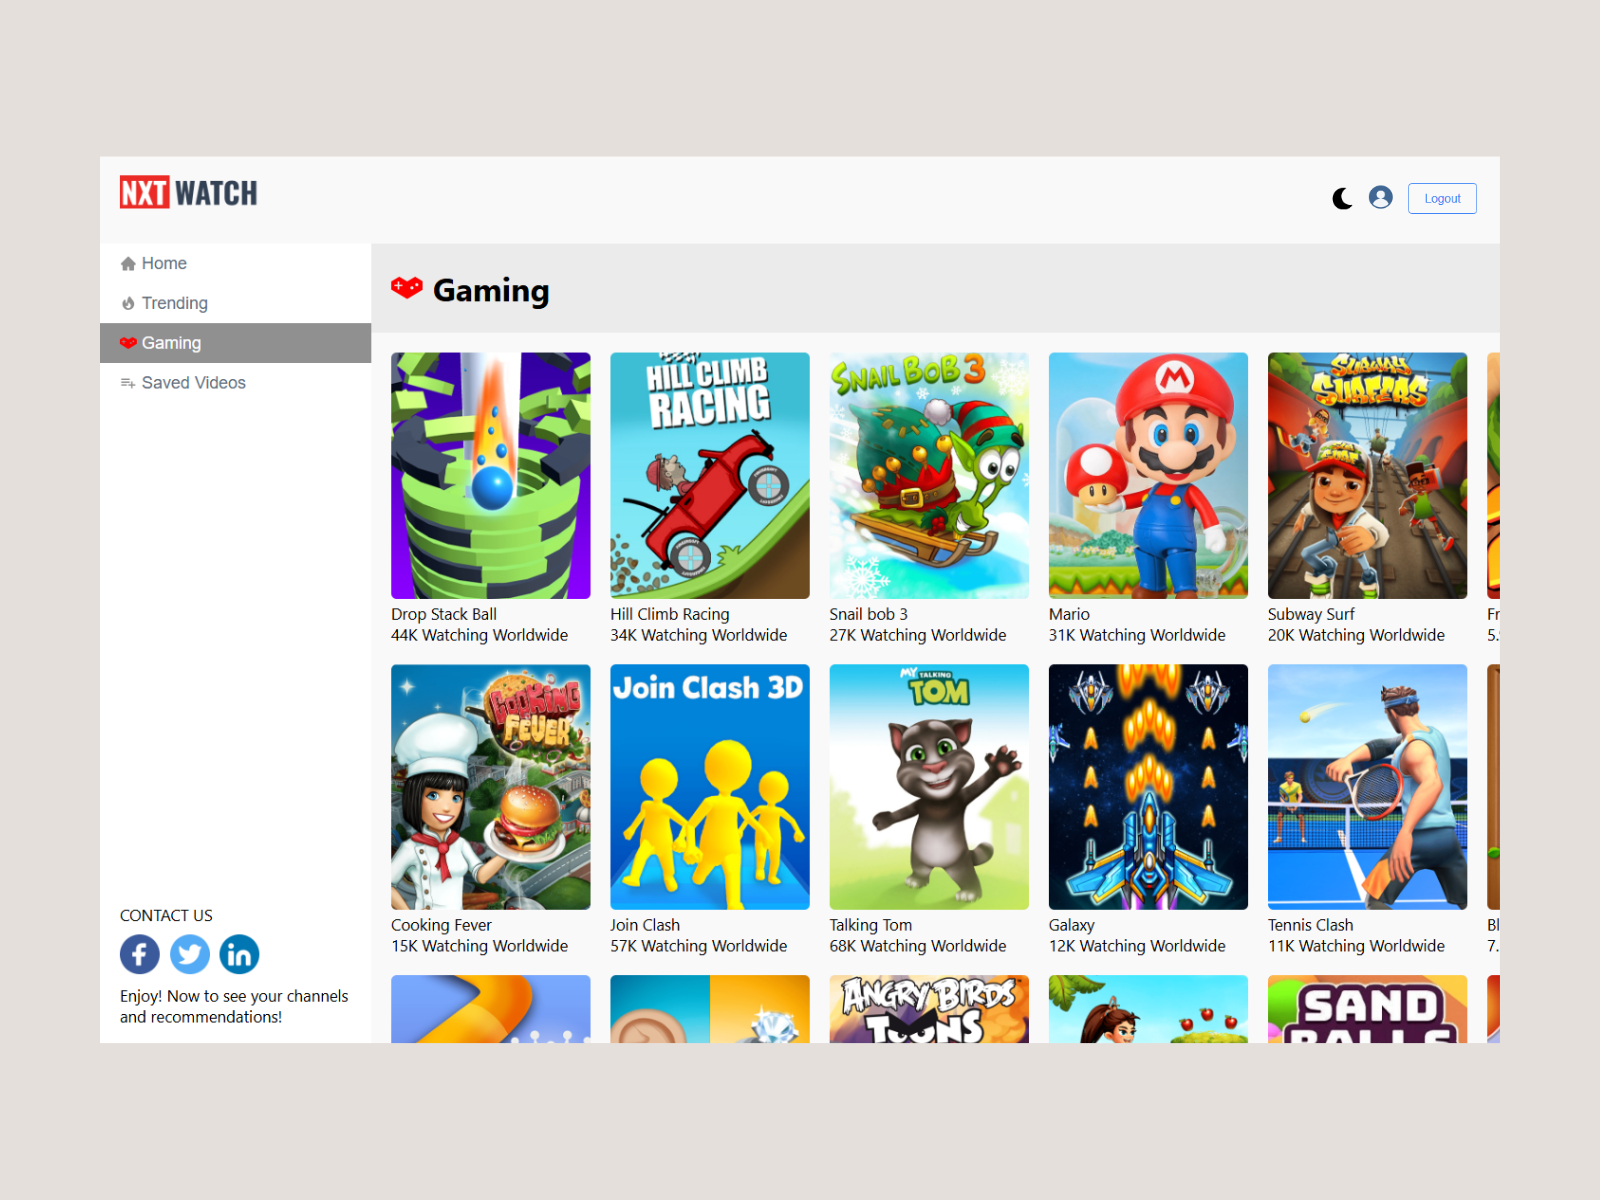 NXT WATCH
Logout
Home
Trending
Gaming
Saved Videos
CONTACT US
Enjoy! Now to see your channels
and recommendations!
Gaming
HILL CLIMB
RACING
SNAIL BOB 3
M
SUBWAY
SURFERS
Drop Stack Ball
44K Watching Worldwide
Hill Climb Racing
34K Watching Worldwide
Snail bob 3
27K Watching Worldwide
Mario
31K Watching Worldwide
Subway Surf
20K Watching Worldwide
Fr
5.
COOKING
FEVER
Join Clash 3D
MY TALKING
TOM
Cooking Fever
15K Watching Worldwide
Join Clash
57K Watching Worldwide
Talking Tom
68K Watching Worldwide
Galaxy
12K Watching Worldwide
Tennis Clash
11K Watching Worldwide
Bl
7.
ANGRY BIRDS
TOONS
SAND
BALLS